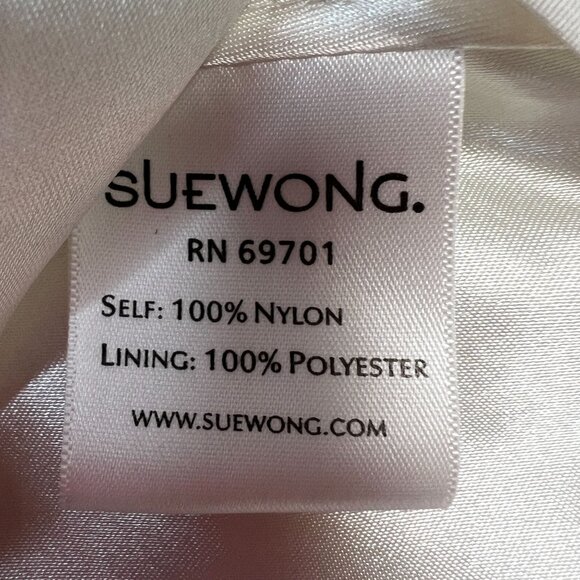 SUEWONG.
RN 69701
SELF: 100% NYLON
LINING: 100% POLYESTER
WWW.SUEWONG.COM